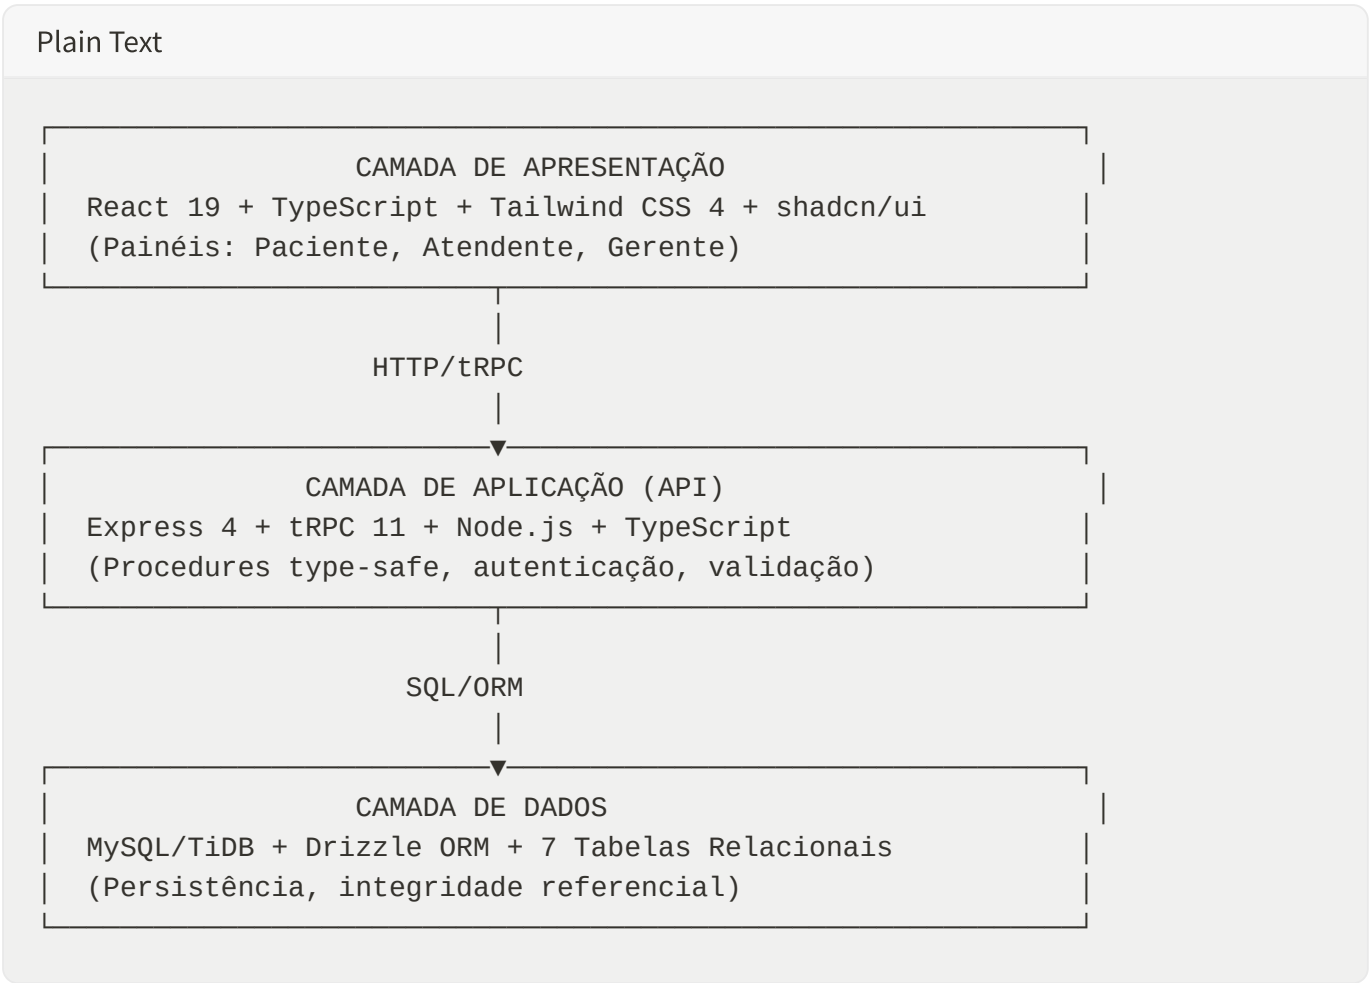 Plain Text
CAMADA DE APRESENTAÇÃO
React 19 + TypeScript + Tailwind CSS 4 + shadcn/ui
(Painéis: Paciente, Atendente, Gerente)
HTTP/tRPC
CAMADA DE APLICAÇÃO (API)
Express 4 + tRPC 11 + Node.js + TypeScript
(Procedures type-safe, autenticação, validação)
SQL/ORM
CAMADA DE DADOS
MySQL/TiDB + Drizzle ORM + 7 Tabelas Relacionais
(Persistência, integridade referencial)